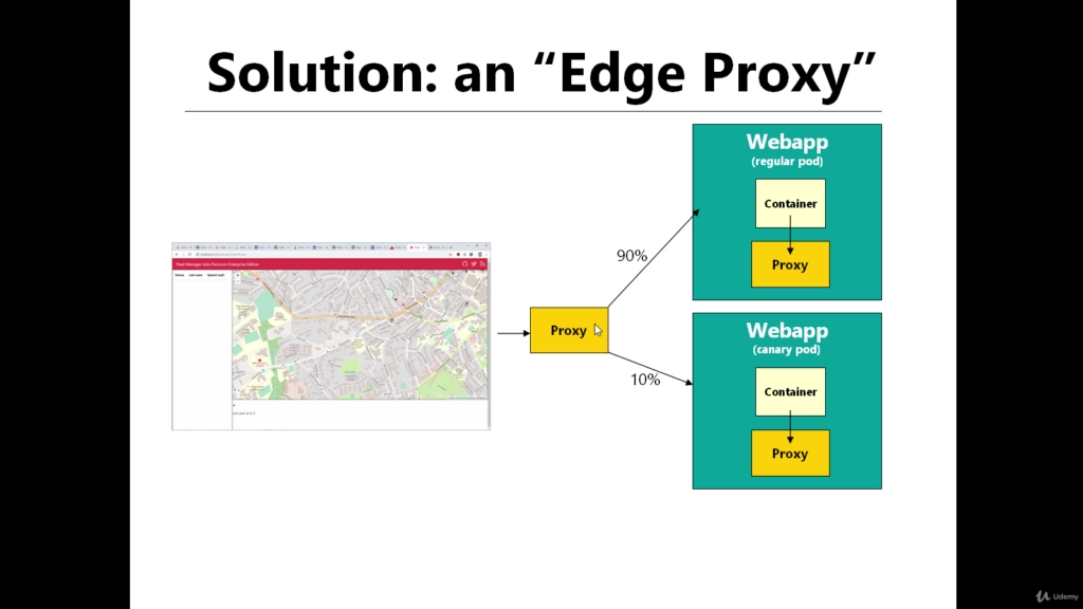 Solution: an “Edge Proxy”
Webapp
(regular pod)
Container
Proxy
90%
Proxy
10%
Webapp
(canary pod)
Container
Proxy
Udemy